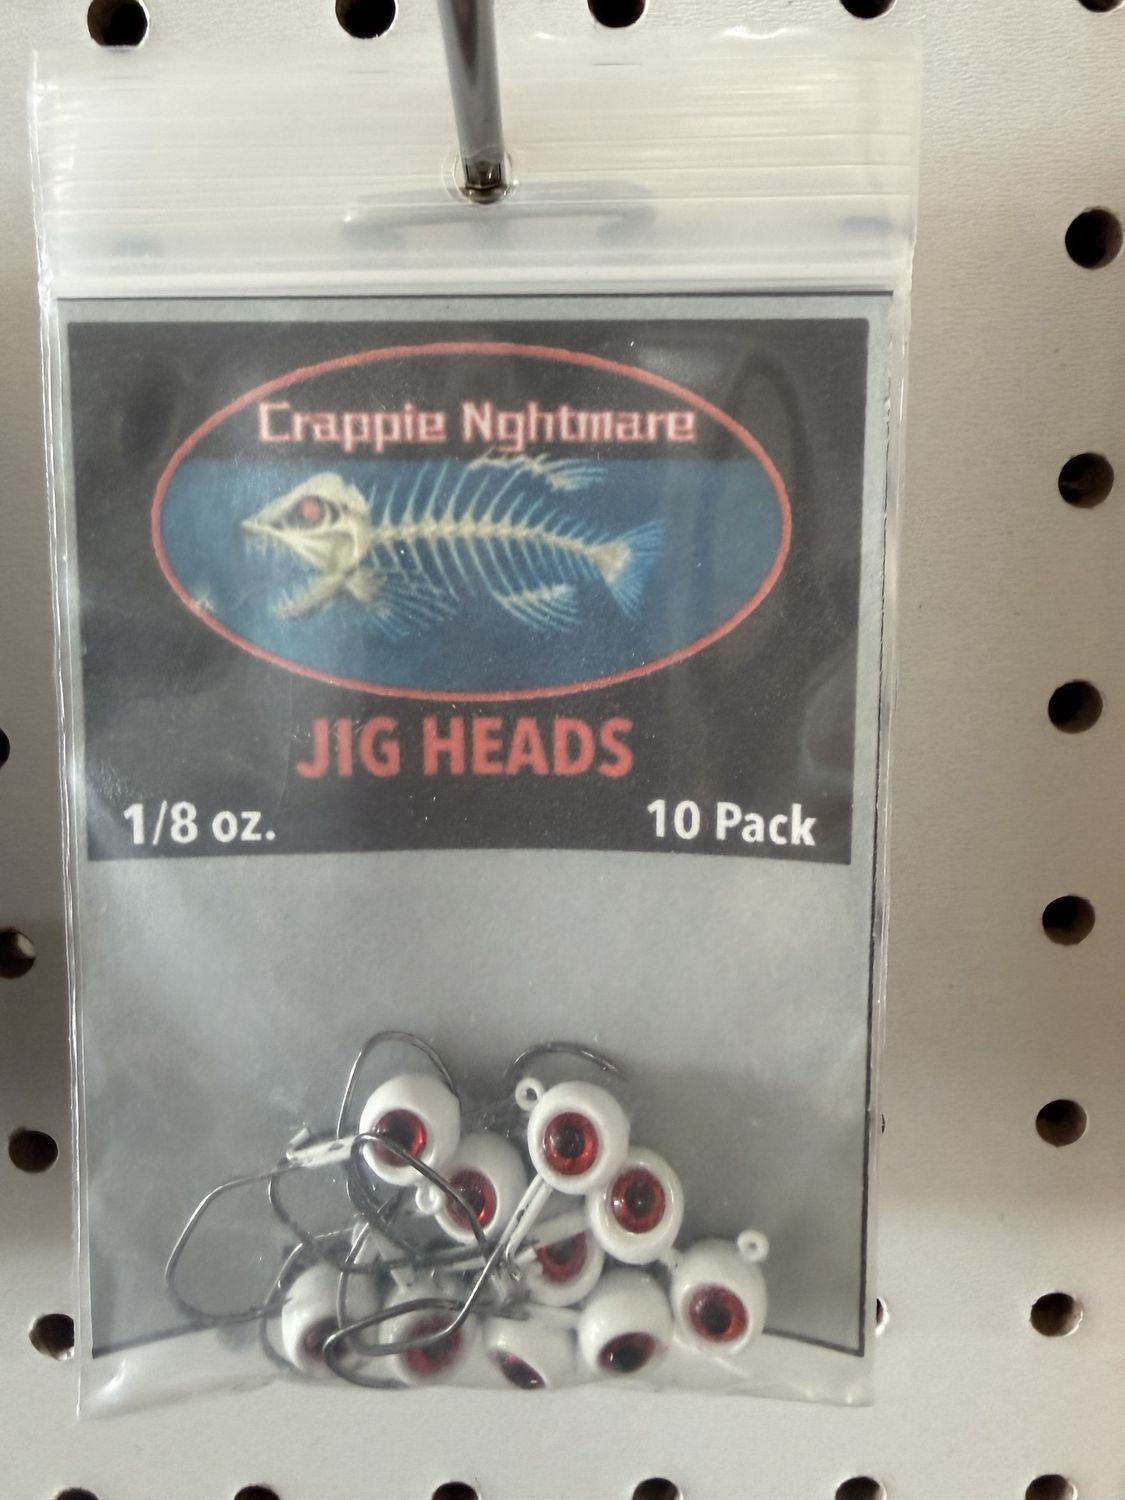 Crappie Nghtmare
JIG HEADS
1/8 oz.
10 Pack